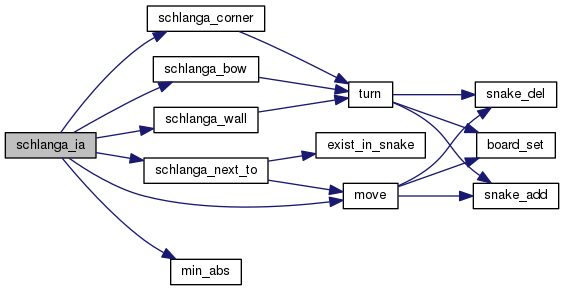 schlanga_corner
schlanga_bow
turn
snake_del
schlanga_wall
schlanga_ia
exist_in_snake
board_set
schlanga_next_to
move
snake_add
min_abs